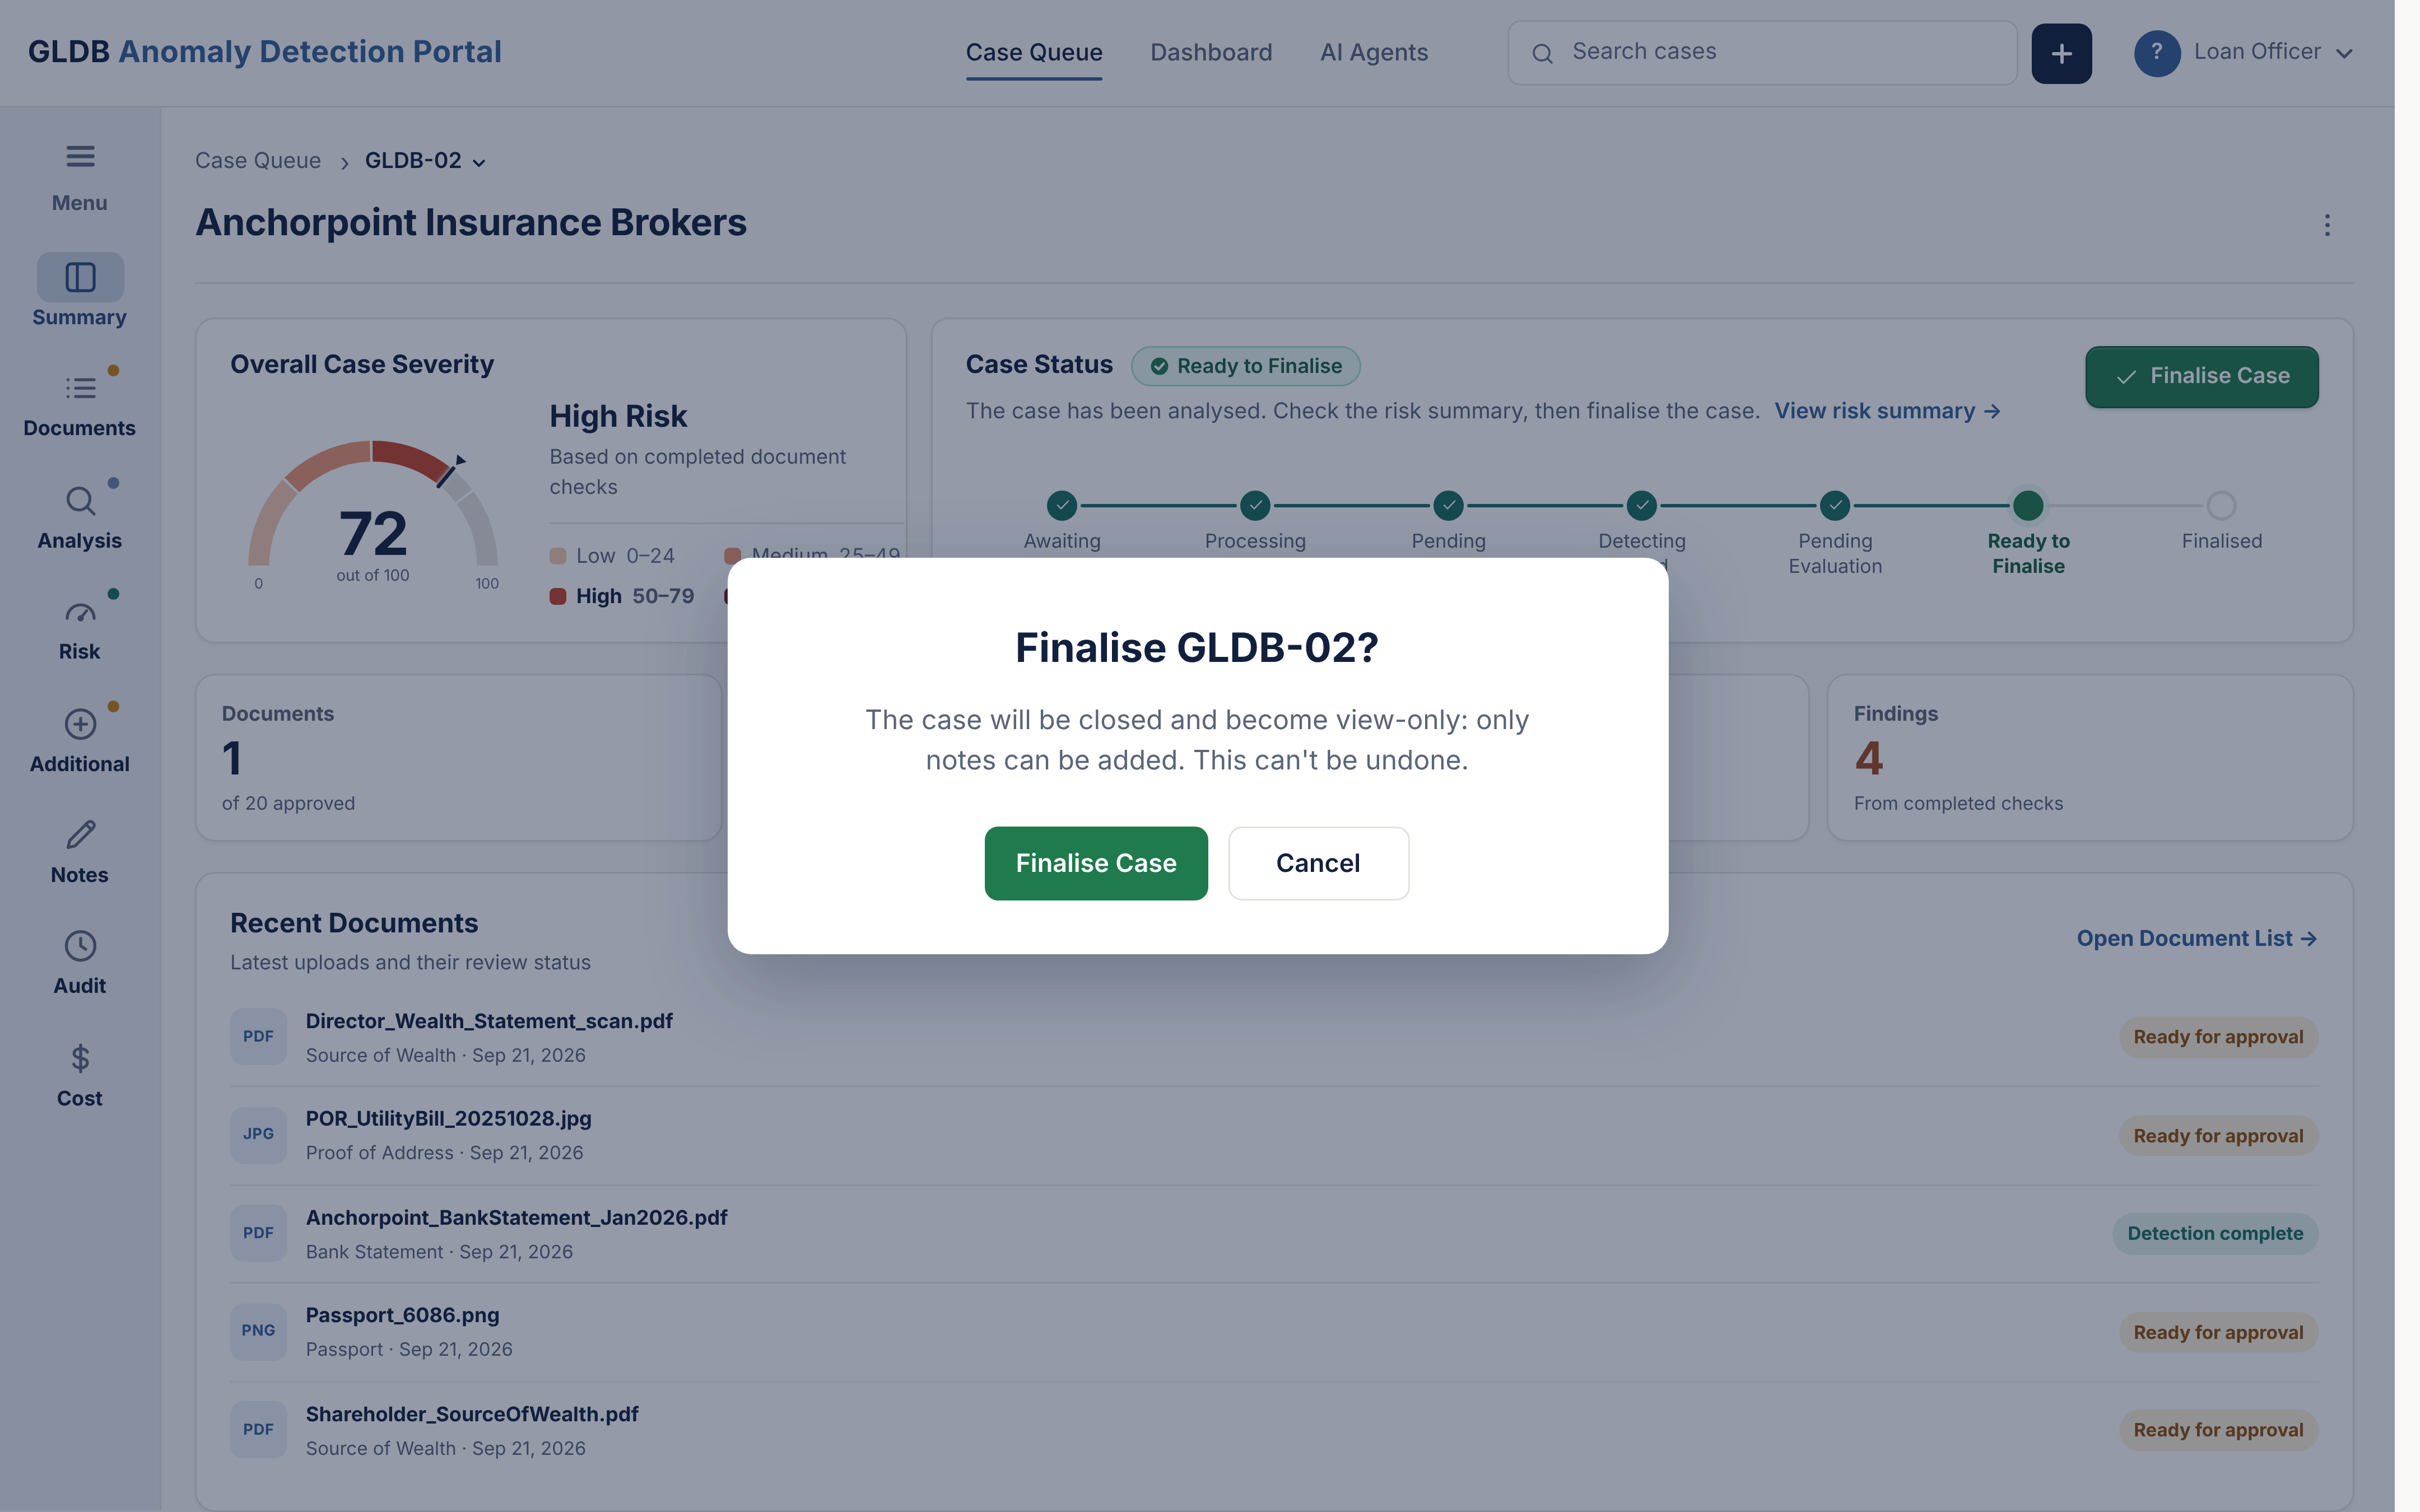 GLDB Anomaly Detection Portal
Case Queue
Dashboard
AI Agents
Search cases
?
Loan Officer
Menu
Summary
Documents
Analysis
Risk
Additional
Notes
Audit
Cost
Case Queue › GLDB-02
Anchorpoint Insurance Brokers
Overall Case Severity
72
out of 100
0
100
High Risk
Based on completed document
checks
Low 0–24
Medium 25–49
High 50–79
Case Status
Ready to Finalise
Finalise Case
The case has been analysed. Check the risk summary, then finalise the case. View risk summary →
Awaiting
Processing
Pending
Detecting
Pending
Evaluation
Ready to
Finalise
Finalised
Finalise GLDB-02?
The case will be closed and become view-only: only
notes can be added. This can't be undone.
Finalise Case
Cancel
Documents
1
of 20 approved
Findings
4
From completed checks
Recent Documents
Latest uploads and their review status
Open Document List →
PDF
Director_Wealth_Statement_scan.pdf
Source of Wealth · Sep 21, 2026
Ready for approval
JPG
POR_UtilityBill_20251028.jpg
Proof of Address · Sep 21, 2026
Ready for approval
PDF
Anchorpoint_BankStatement_Jan2026.pdf
Bank Statement · Sep 21, 2026
Detection complete
PNG
Passport_6086.png
Passport · Sep 21, 2026
Ready for approval
PDF
Shareholder_SourceOfWealth.pdf
Source of Wealth · Sep 21, 2026
Ready for approval